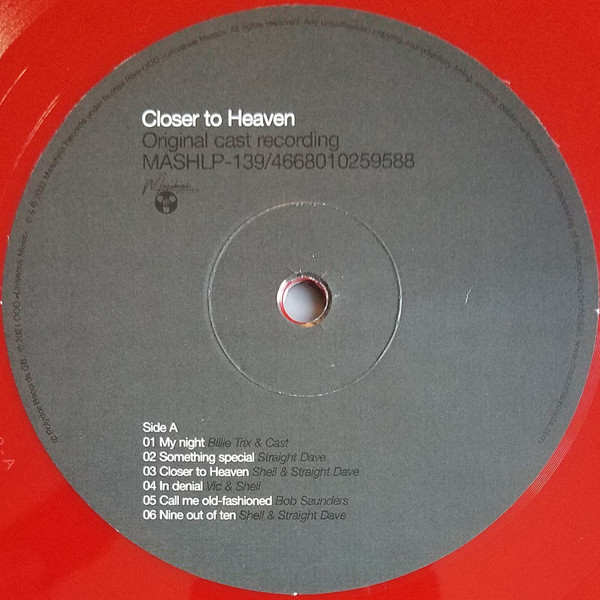 Closer to Heaven
Original cast recording
MASHLP-139/4668010259588
Side A
01 My night Billie Trix & Cast
02 Something special Straight Dave
03 Closer to Heaven Shell & Straight Dave
04 In denial Vic & Shell
05 Call me old-fashioned Bob Saunders
06 Nine out of ten Shell & Straight Dave